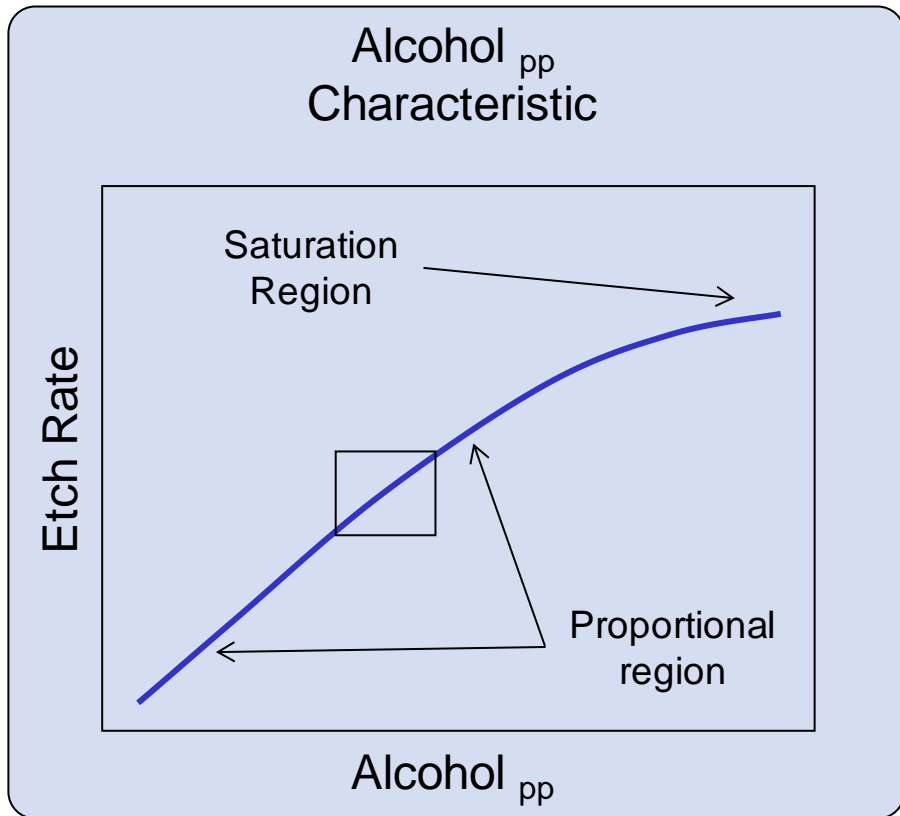 Alcohol pp
Characteristic
Saturation
Region
Etch Rate
Proportional
region
Alcohol pp